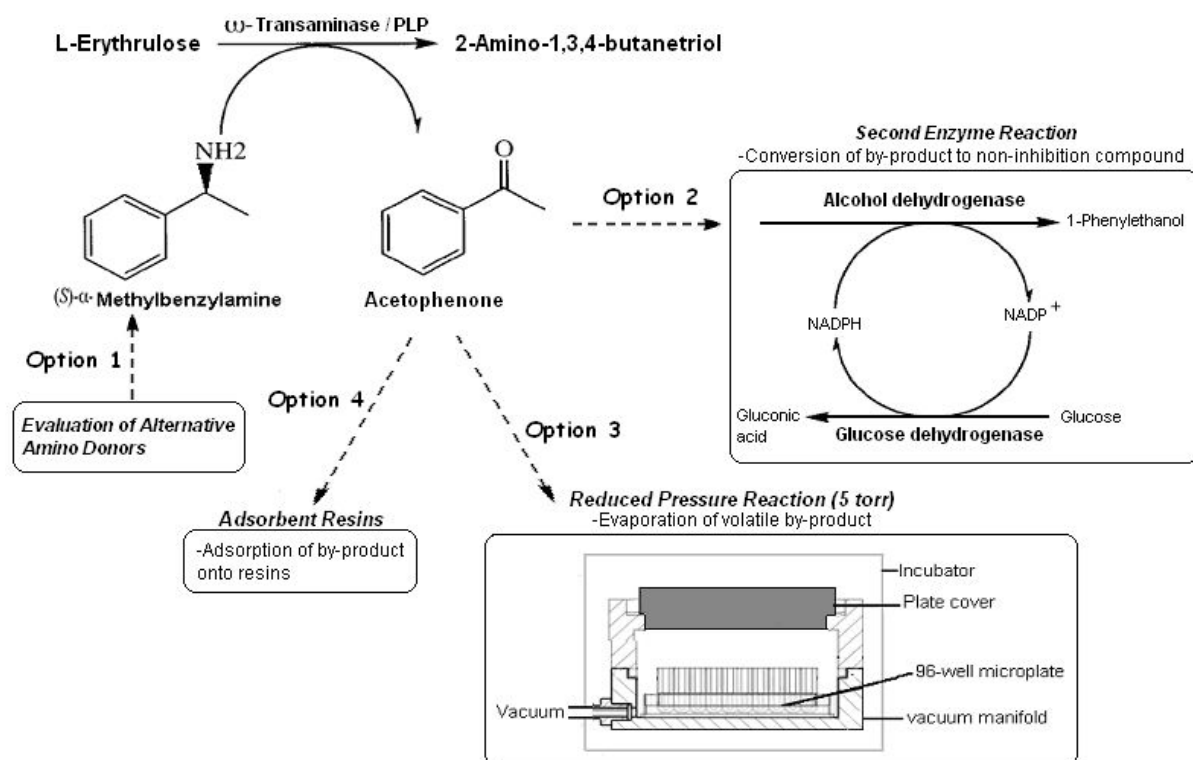 ω- Transaminase / PLP
L-Erythrulose
2-Amino-1,3,4-butanetriol
NH2
(S)-α- Methylbenzylamine
O
Acetophenone
Option 1
Evaluation of Alternative
Amino Donors
Option 2
Second Enzyme Reaction
-Conversion of by-product to non-inhibition compound
Alcohol dehydrogenase
1-Phenylethanol
NADPH
NADP +
Gluconic
acid
Glucose
Glucose dehydrogenase
Option 4
Adsorbent Resins
-Adsorption of by-product
onto resins
Option 3
Reduced Pressure Reaction (5 torr)
-Evaporation of volatile by-product
Incubator
Plate cover
96-well microplate
Vacuum
vacuum manifold